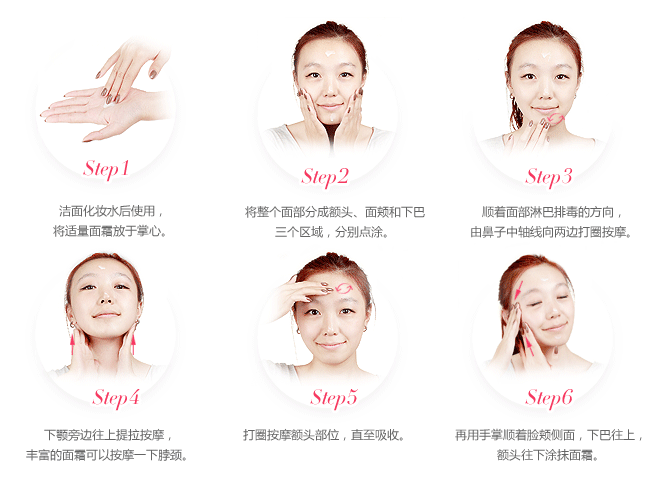 Step1
洁面化妆水后使用，
将适量面霜放于掌心。
Step2
将整个面部分成额头、面颊和下巴
三个区域，分别点涂。
Step3
顺着面部淋巴排毒的方向，
由鼻子中轴线向两边打圈按摩。
Step4
下颚旁边往上提拉按摩，
丰富的面霜可以按摩一下脖颈。
Step5
打圈按摩额头部位，直至吸收。
Step6
再用手掌顺着脸颊侧面，下巴往上，
额头往下涂抹面霜。